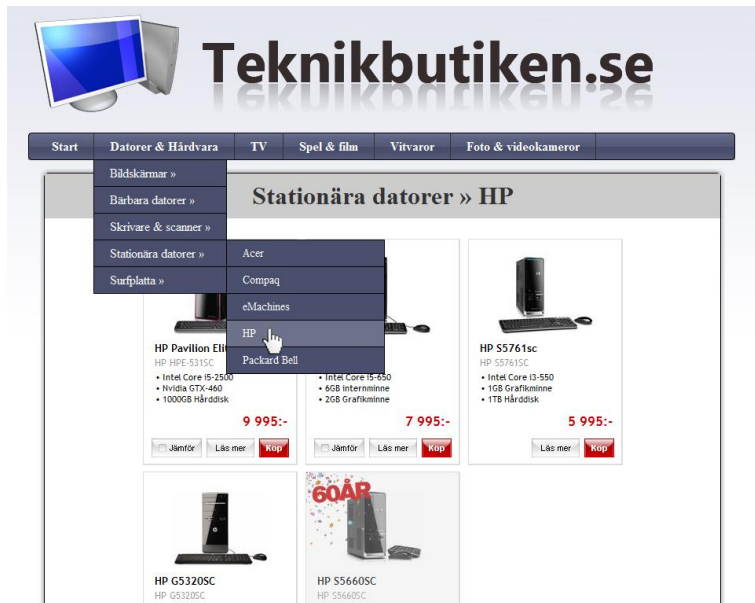 Teknikbutiken.se
Start Datorer & Hårdvara TV Spel & film Vitvaror Foto & videokameror
Bildskärmar »
Bärbara datorer »
Skrivare & scanner »
Stationära datorer »
Surfplatta »
Acer
Compaq
eMachines
HP
Packard Bell
Stationära datorer » HP
HP Pavilion
HP HPE-531SC
• Intel Core i5-2500
• Nvidia GTX-460
• 1000GB Hårddisk
9 995:-
Jämför Läs mer Köp
• Intel Core i5-650
• 6GB internminne
• 2GB Grafikminne
7 995:-
Jämför Läs mer Köp
HP S5761sc
HP S5761SC
• Intel Core i3-550
• 1GB Grafikminne
• 1TB Hårddisk
5 995:-
Läs mer Köp
HP G5320SC
HP G5320SC
60ÅR
HP S5660SC
HP S5660SC